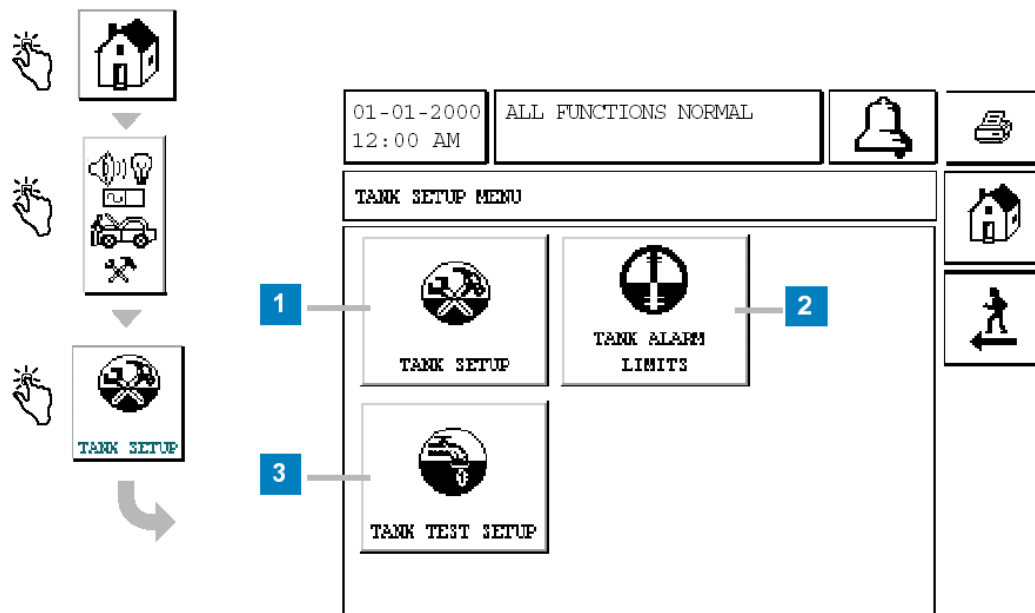 01-01-2000
12:00 AM
ALL FUNCTIONS NORMAL
TANK SETUP MENU
1
TANK SETUP
2
TANK ALARM
LIMITS
TANK SETUP
3
TANK TEST SETUP